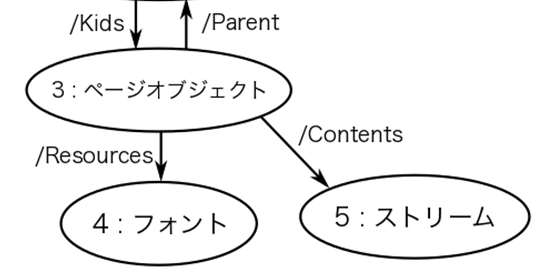 /Kids
/Parent
3 : ページオブジェクト
/Resources
/Contents
4 : フォント
5 : ストリーム